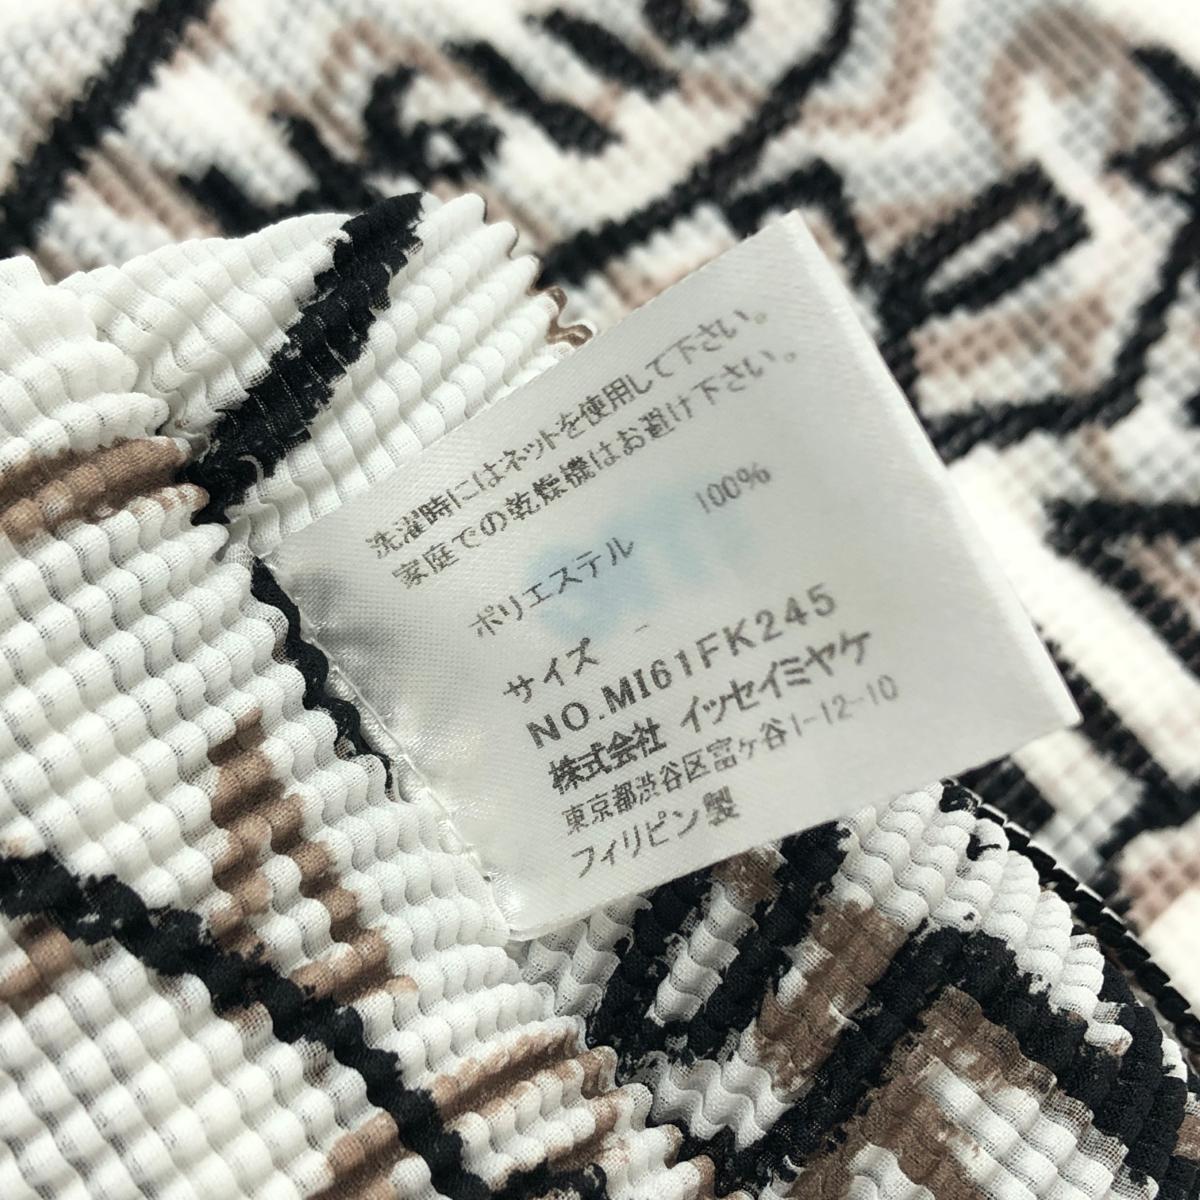 洗濯時にはネットを使用して下さい。
家庭での乾燥機はお避け下さい。
ポリエステル 100%
サイズ -
NO.MI61FK245
株式会社 イッセイミヤケ
東京都渋谷区富ヶ谷1-12-10
フィリピン製